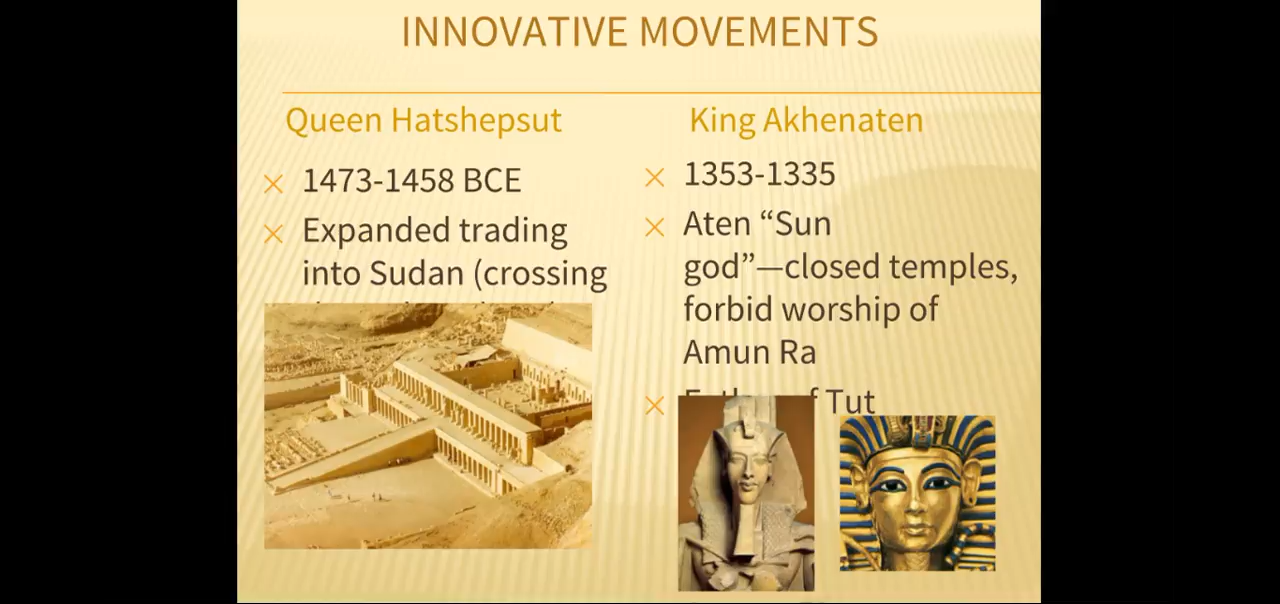 INNOVATIVE MOVEMENTS
Queen Hatshepsut
1473-1458 BCE
Expanded trading
into Sudan (crossing
King Akhenaten
1353-1335
Aten “Sun
god”—closed temples,
forbid worship of
Amun Ra
of Tut